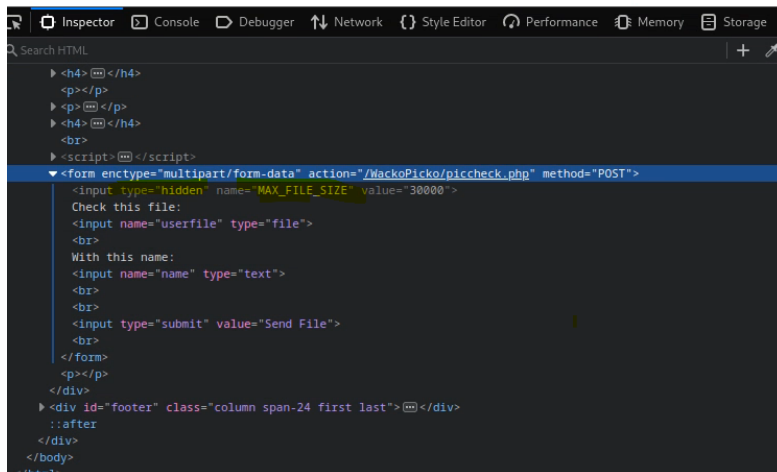 Inspector Console Debugger Network {} Style Editor Performance Memory Storage
Search HTML
<h4></h4>
<p></p>
<p></p>
<h4></h4>
<br>
<script></script>
<form enctype="multipart/form-data" action="/WackoPicko/piccheck.php" method="POST">
<input type="hidden" name="MAX_FILE_SIZE" value="30000">
Check this file:
<input name="userfile" type="file">
<br>
With this name:
<input name="name" type="text">
<br>
<br>
<input type="submit" value="Send File">
<br>
</form>
<p></p>
</div>
<div id="footer" class="column span-24 first last"></div>
::after
</div>
</body>